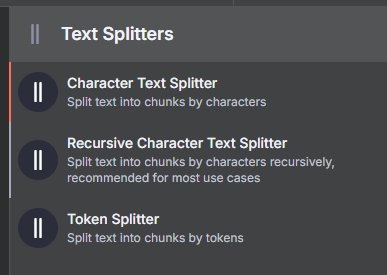 Text Splitters
Character Text Splitter
Split text into chunks by characters
Recursive Character Text Splitter
Split text into chunks by characters recursively,
recommended for most use cases
Token Splitter
Split text into chunks by tokens